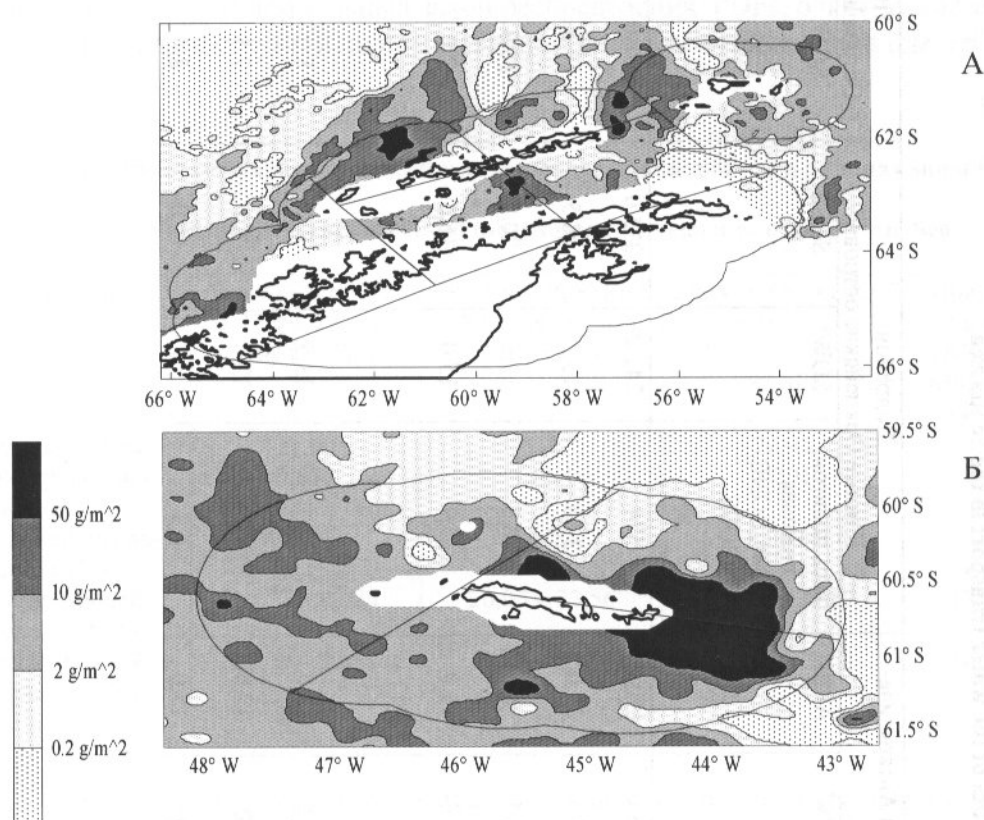 60° S
А
62° S
64° S
66° S
66° W 64° W 62° W 60° W 58° W 56° W 54° W
59.5° S
Б
60° S
50 g/m^2
10 g/m^2
60.5° S
2 g/m^2
61° S
0.2 g/m^2
61.5° S
48° W 47° W 46° W 45° W 44° W 43° W